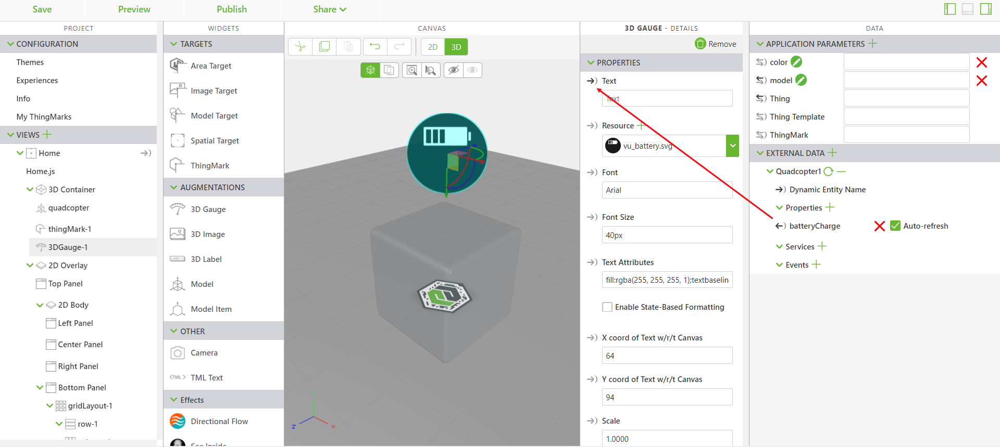 Save
Preview
Publish
Share
PROJECT
CONFIGURATION
Themes
Experiences
Info
My ThingMarks
VIEWS
Home
Home.js
3D Container
quadcopter
thingMark-1
3DGauge-1
2D Overlay
Top Panel
2D Body
Left Panel
Center Panel
Right Panel
Bottom Panel
gridLayout-1
row-1
WIDGETS
TARGETS
Area Target
Image Target
Model Target
Spatial Target
ThingMark
AUGMENTATIONS
3D Gauge
3D Image
LABEL
3D Label
Model
Model Item
OTHER
Camera
<TML>
TML Text
Effects
Directional Flow
See Inside
CANVAS
2D
3D
Y
Z
X
3D GAUGE - DETAILS
Remove
PROPERTIES
Text
Text
Resource
vu_battery.svg
Font
Arial
Font Size
40px
Text Attributes
fill:rgba(255, 255, 255, 1);textbaselin
Enable State-Based Formatting
X coord of Text w/r/t Canvas
64
Y coord of Text w/r/t Canvas
94
Scale
1.0000
DATA
APPLICATION PARAMETERS
color
model
Thing
Thing Template
ThingMark
EXTERNAL DATA
Quadcopter1
Dynamic Entity Name
Properties
batteryCharge
Auto-refresh
Services
Events